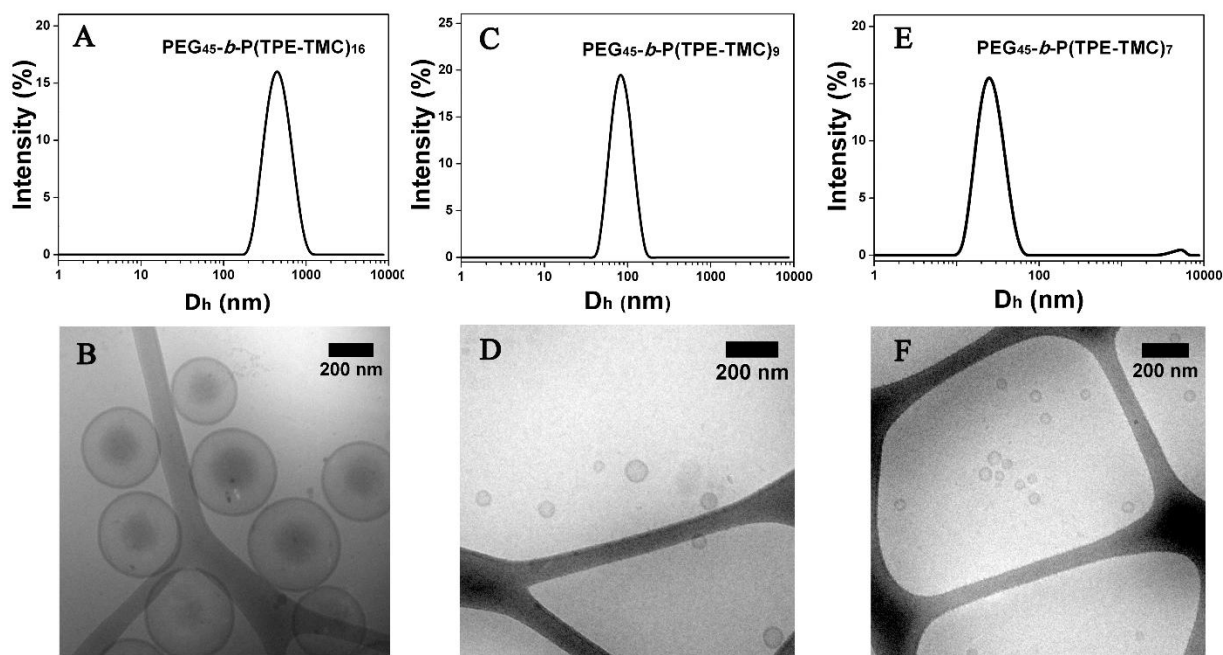 A
PEG45-b-P(TPE-TMC)16
Intensity (%)
20
15
10
5
0
1
10
100
1000
10000
Dh (nm)
C
PEG45-b-P(TPE-TMC)9
Intensity (%)
25
20
15
10
5
0
1
10
100
1000
10000
Dh (nm)
E
PEG45-b-P(TPE-TMC)7
Intensity (%)
20
15
10
5
0
1
100
10000
Dh (nm)
B
200 nm
D
200 nm
F
200 nm